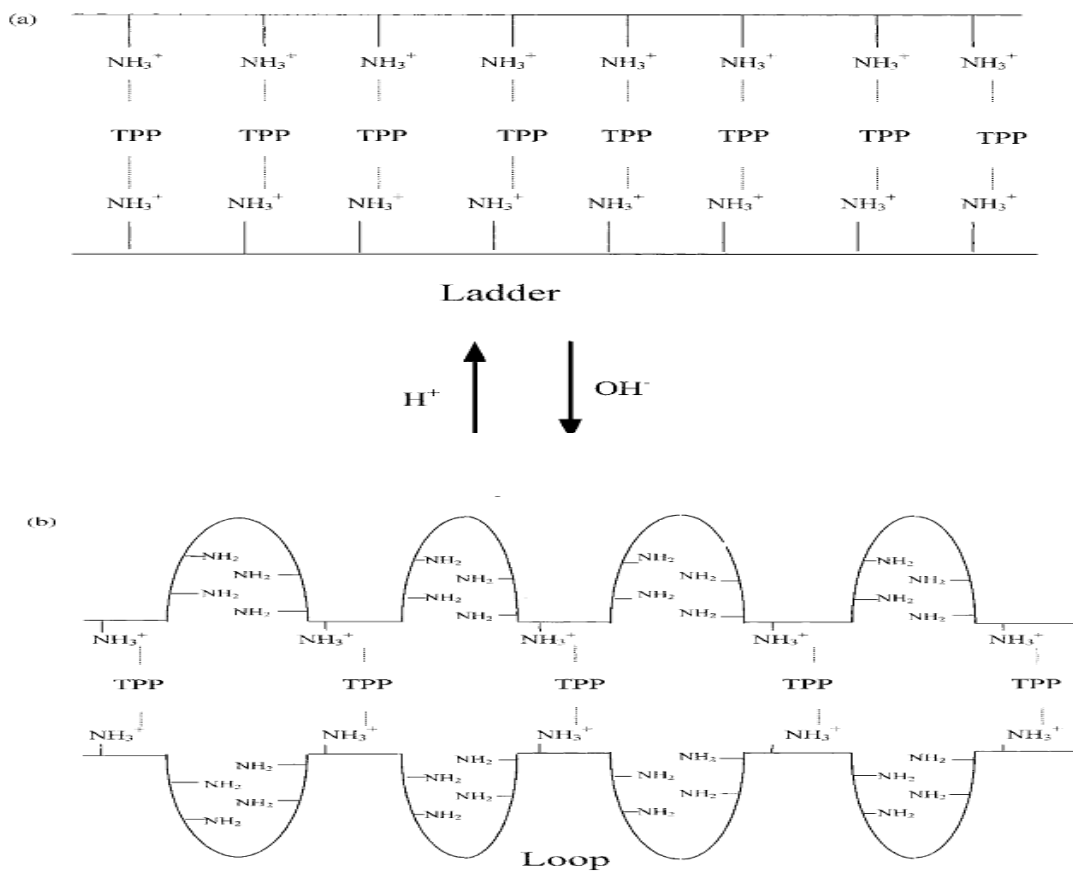 (a)
NH₃⁺ NH₃⁺ NH₃⁺ NH₃⁺ NH₃⁺ NH₃⁺ NH₃⁺ NH₃⁺
TPP TPP TPP TPP TPP TPP TPP TPP
NH₃⁺ NH₃⁺ NH₃⁺ NH₃⁺ NH₃⁺ NH₃⁺ NH₃⁺ NH₃⁺
Ladder
H⁺ OH⁻
(b)
NH₂ NH₂ NH₂ NH₂
NH₂ NH₂ NH₂ NH₂
NH₂ NH₂ NH₂ NH₂
NH₂ NH₂ NH₂ NH₂
NH₃⁺ NH₃⁺ NH₃⁺ NH₃⁺ NH₃⁺
TPP TPP TPP TPP TPP
NH₃⁺ NH₃⁺ NH₃⁺ NH₃⁺ NH₃⁺
NH₂ NH₂ NH₂ NH₂
NH₂ NH₂ NH₂ NH₂
NH₂ NH₂ NH₂ NH₂
NH₂ NH₂ NH₂ NH₂
Loop